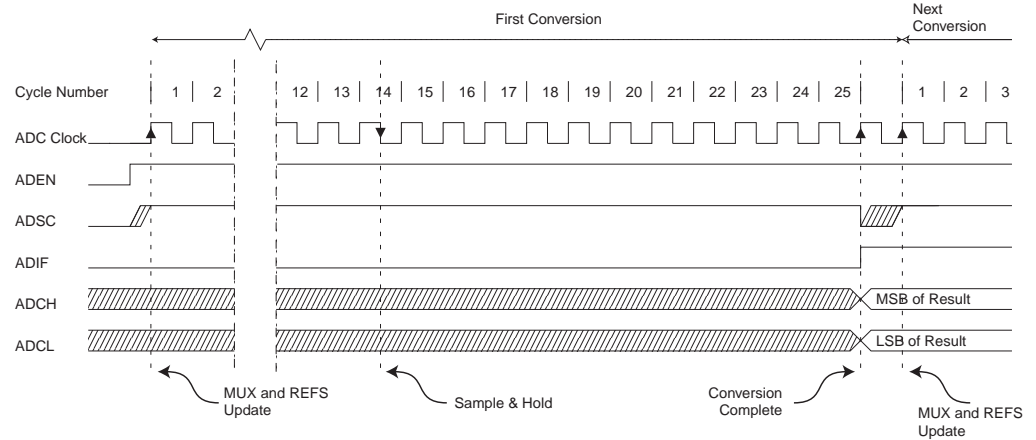 First Conversion
Next
Conversion
Cycle Number 1 2 12 13 14 15 16 17 18 19 20 21 22 23 24 25 1 2 3
ADC Clock
ADEN
ADSC
ADIF
ADCH MSB of Result
ADCL LSB of Result
MUX and REFS
Update
Sample & Hold
Conversion
Complete
MUX and REFS
Update